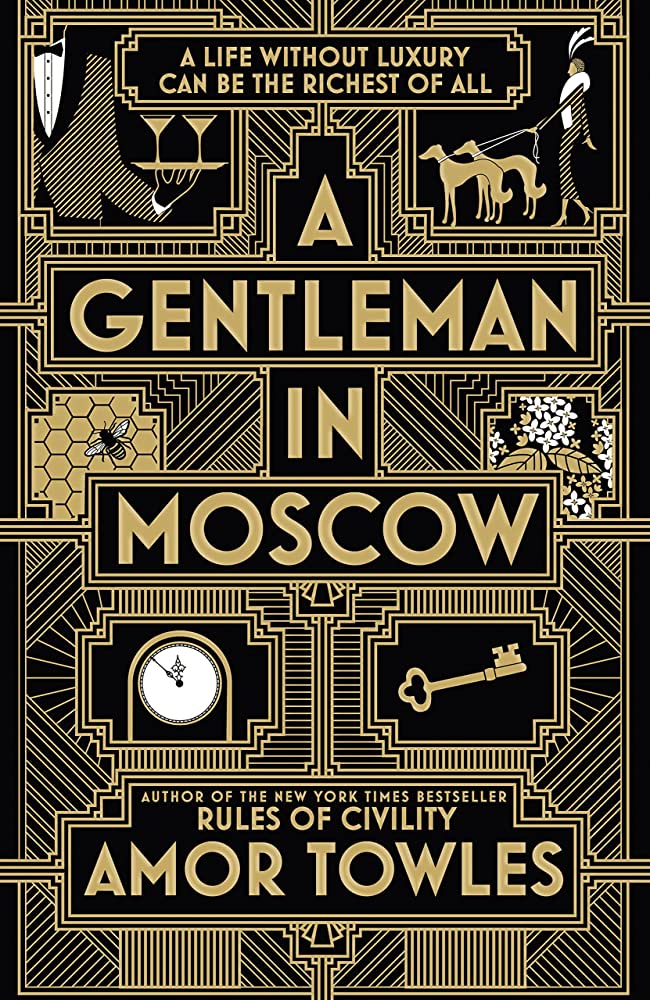 A LIFE WITHOUT LUXURY
CAN BE THE RICHEST OF ALL
A
GENTLEMAN
IN
MOSCOW
AUTHOR OF THE NEW YORK TIMES BESTSELLER
RULES OF CIVILITY
AMOR TOWLES